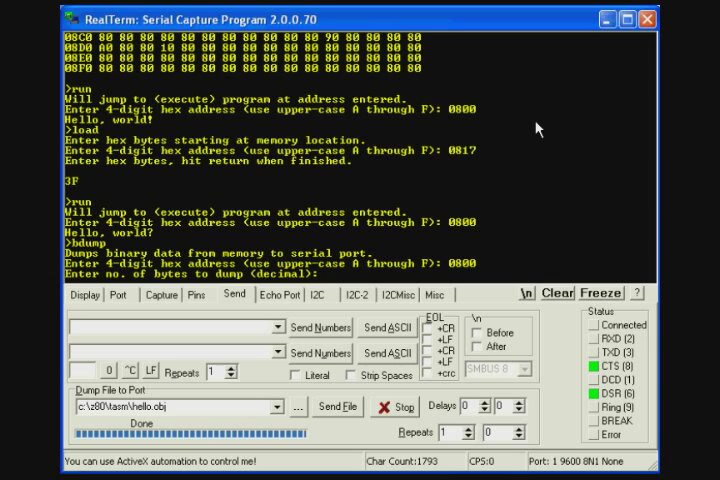 RealTerm: Serial Capture Program 2.0.0.70
08C0 80 80 80 80 80 80 80 80 80 80 80 90 80 80 80 80
08D0 A0 80 80 10 80 80 80 80 80 80 80 80 80 80 80 80
08E0 80 80 80 80 80 80 80 80 80 80 80 80 80 80 80 80
08F0 80 80 80 80 80 80 80 80 80 80 80 80 80 80 80 80
>run
Will jump to (execute) program at address entered.
Enter 4-digit hex address (use upper-case A through F): 0800
Hello, world!
>load
Enter hex bytes starting at memory location.
Enter 4-digit hex address (use upper-case A through F): 0817
Enter hex bytes, hit return when finished.
3F
>run
Will jump to (execute) program at address entered.
Enter 4-digit hex address (use upper-case A through F): 0800
Hello, world?
>bdump
Dumps binary data from memory to serial port.
Enter 4-digit hex address (use upper-case A through F): 0800
Enter no. of bytes to dump (decimal):
Display Port Capture Pins Send Echo Port I2C I2C-2 I2CMisc Misc \n Clear Freeze ?
Send Numbers Send ASCII
Send Numbers Send ASCII
0 ^C LF Repeats 1 Literal Strip Spaces
EOL
+CR
+LF
+CR
+LF
+crc
\n
Before
After
SMBUS 8
Dump File to Port
c:\z80\tasm\hello.obj ... Send File Stop Delays 0 0
Done
Repeats 1 0
Status
Connected
RXD (2)
TXD (3)
CTS (8)
DCD (1)
DSR (6)
Ring (9)
BREAK
Error
You can use ActiveX automation to control me! Char Count:1793 CPS:0 Port: 1 9600 8N1 None